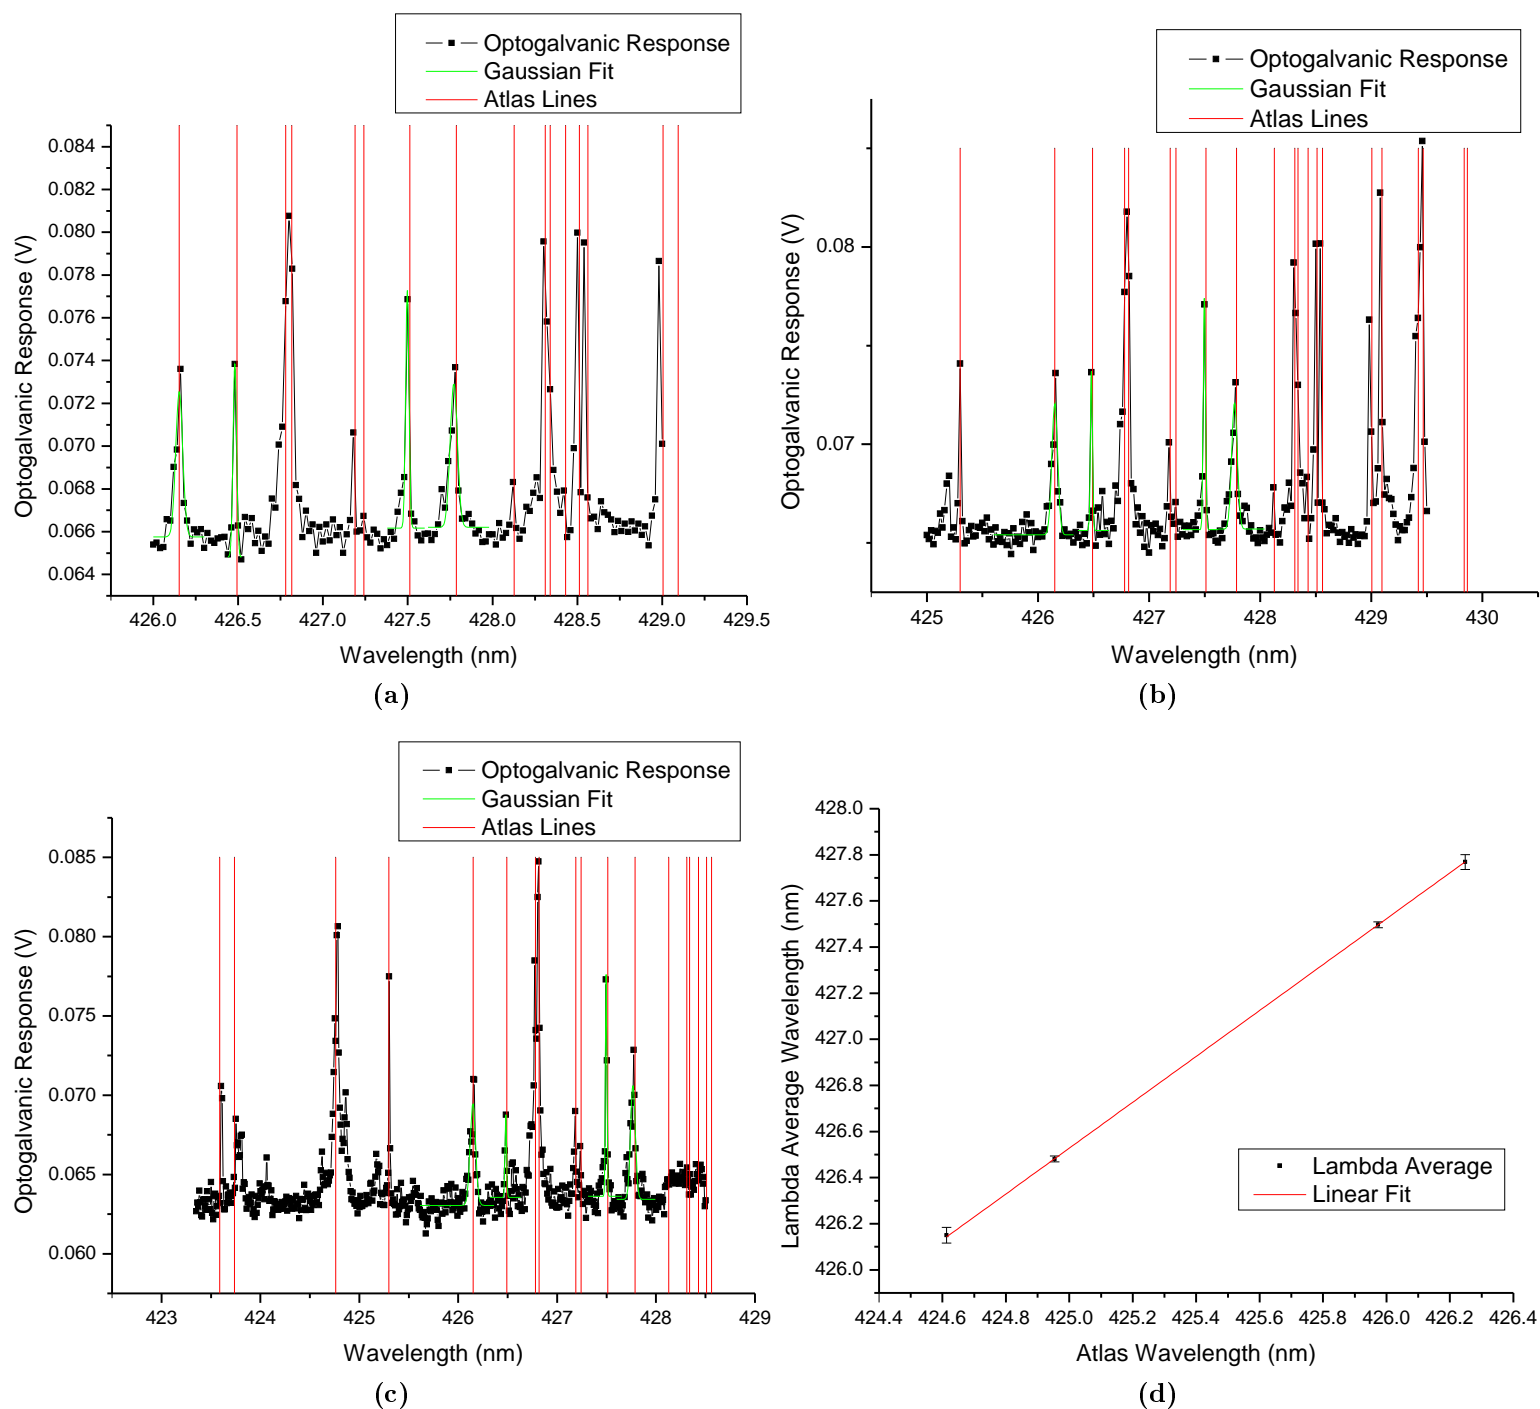 Optogalvanic Response
Gaussian Fit
Atlas Lines
0.084
0.082
0.080
0.078
0.076
0.074
0.072
0.070
0.068
0.066
0.064
Optogalvanic Response (V)
426.0 426.5 427.0 427.5 428.0 428.5 429.0 429.5
Wavelength (nm)
(a)
Optogalvanic Response
Gaussian Fit
Atlas Lines
0.08
0.07
Optogalvanic Response (V)
425 426 427 428 429 430
Wavelength (nm)
(b)
Optogalvanic Response
Gaussian Fit
Atlas Lines
0.085
0.080
0.075
0.070
0.065
0.060
Optogalvanic Response (V)
423 424 425 426 427 428 429
Wavelength (nm)
(c)
428.0
427.8
427.6
427.4
427.2
427.0
426.8
426.6
426.4
426.2
426.0
Lambda Average Wavelength (nm)
Lambda Average
Linear Fit
424.4 424.6 424.8 425.0 425.2 425.4 425.6 425.8 426.0 426.2 426.4
Atlas Wavelength (nm)
(d)